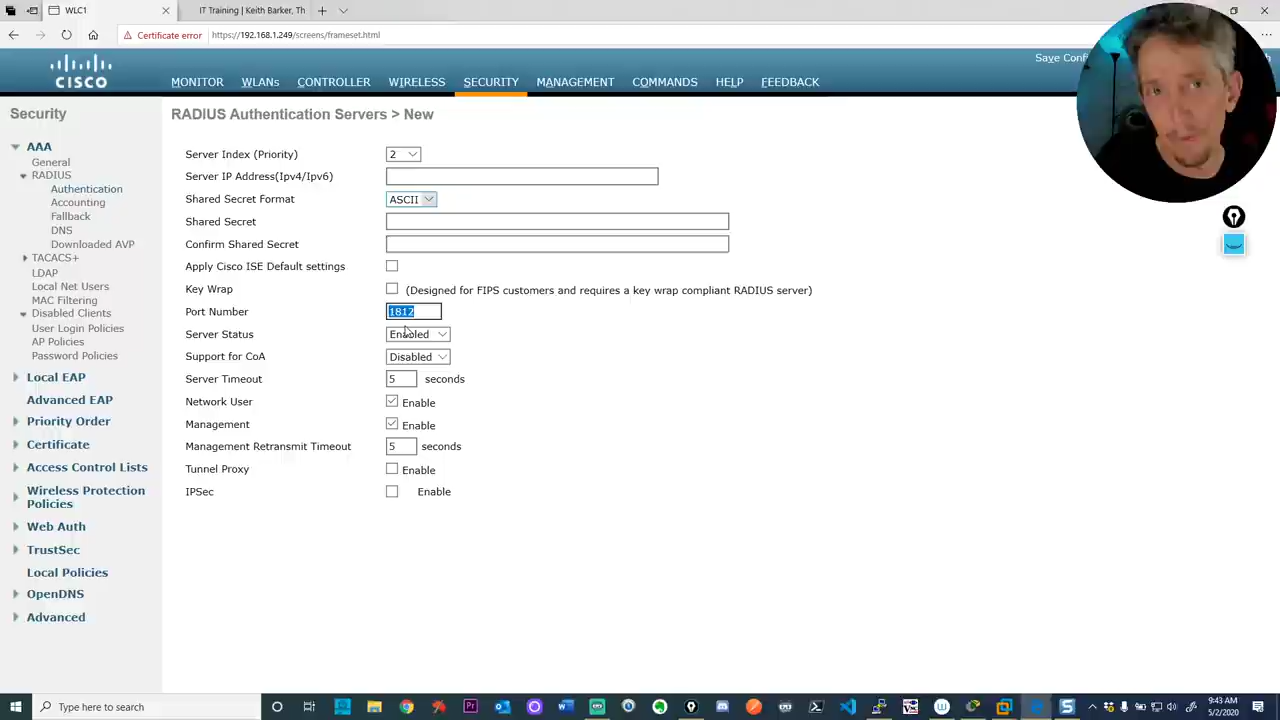 WLC1
IT Training | Keith Barker, Th
Certificate error
https://192.168.1.249/screens/frameset.html
CISCO
MONITOR WLANs CONTROLLER WIRELESS SECURITY MANAGEMENT COMMANDS HELP FEEDBACK
Save Conf
Security
AAA
General
RADIUS
Authentication
Accounting
Fallback
DNS
Downloaded AVP
TACACS+
LDAP
Local Net Users
MAC Filtering
Disabled Clients
User Login Policies
AP Policies
Password Policies
Local EAP
Advanced EAP
Priority Order
Certificate
Access Control Lists
Wireless Protection
Policies
Web Auth
TrustSec
Local Policies
OpenDNS
Advanced
RADIUS Authentication Servers > New
Server Index (Priority) 2
Server IP Address(Ipv4/Ipv6)
Shared Secret Format ASCII
Shared Secret
Confirm Shared Secret
Apply Cisco ISE Default settings
Key Wrap (Designed for FIPS customers and requires a key wrap compliant RADIUS server)
Port Number 1812
Server Status Enabled
Support for CoA Disabled
Server Timeout 5 seconds
Network User Enable
Management Enable
Management Retransmit Timeout 5 seconds
Tunnel Proxy Enable
IPSec Enable
Type here to search
9:43 AM
5/2/2020